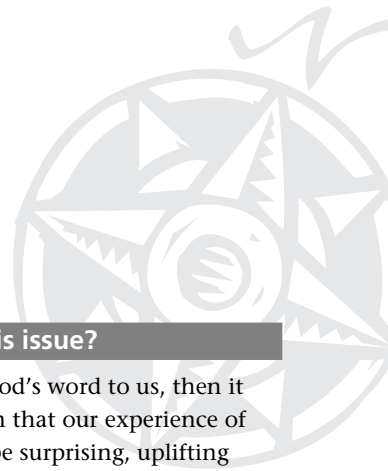 is issue?
od's word to us, then it
n that our experience of
be surprising, uplifting